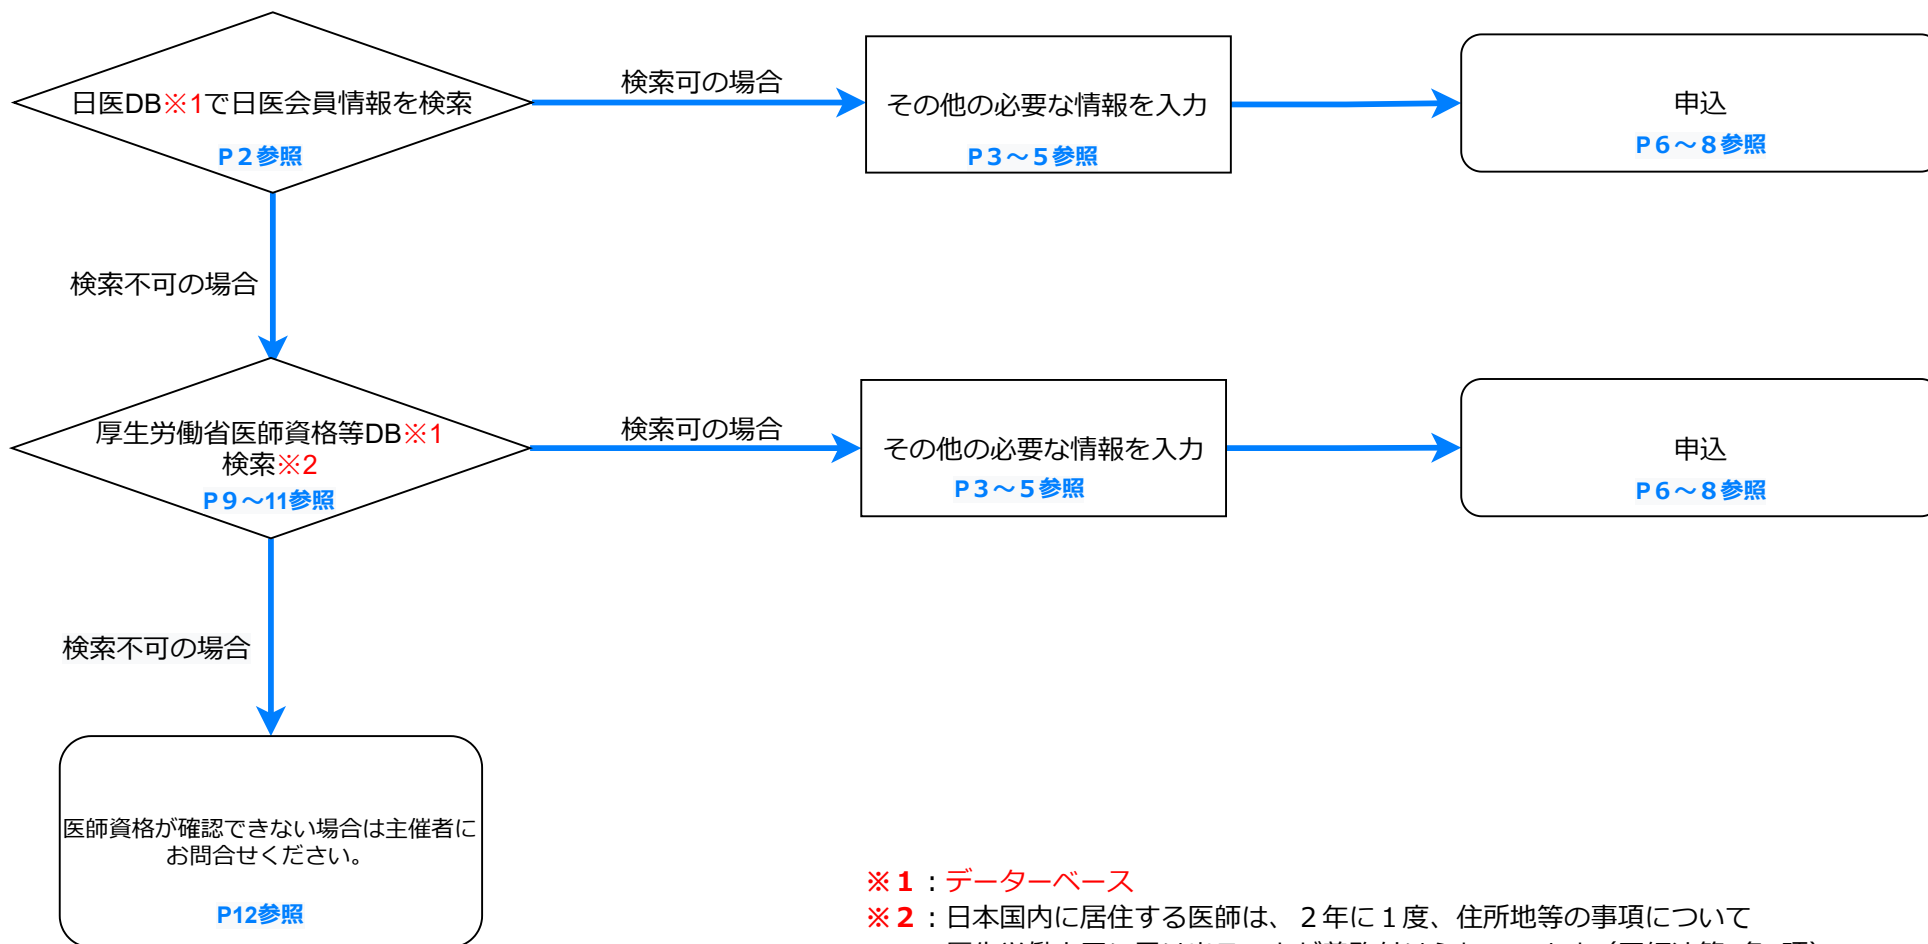 日医DB※1で日医会員情報を検索
P2参照
検索可の場合
その他の必要な情報を入力
P3～5参照
申込
P6～8参照
検索不可の場合
厚生労働省医師資格等DB※1
検索※2
P9～11参照
検索可の場合
その他の必要な情報を入力
P3～5参照
申込
P6～8参照
検索不可の場合
医師資格が確認できない場合は主催者に
お問合せください。
P12参照
※1：データーベース
※2：日本国内に居住する医師は、2年に1度、住所地等の事項について